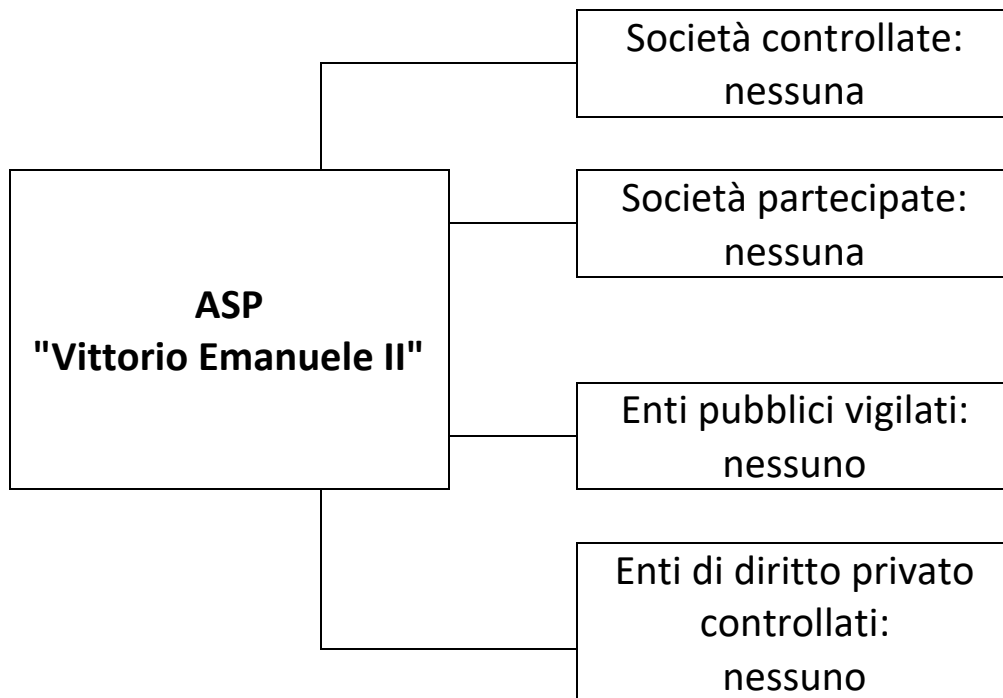 Società controllate:
nessuna
Società partecipate:
nessuna
ASP
"Vittorio Emanuele II"
Enti pubblici vigilati:
nessuno
Enti di diritto privato
controllati:
nessuno